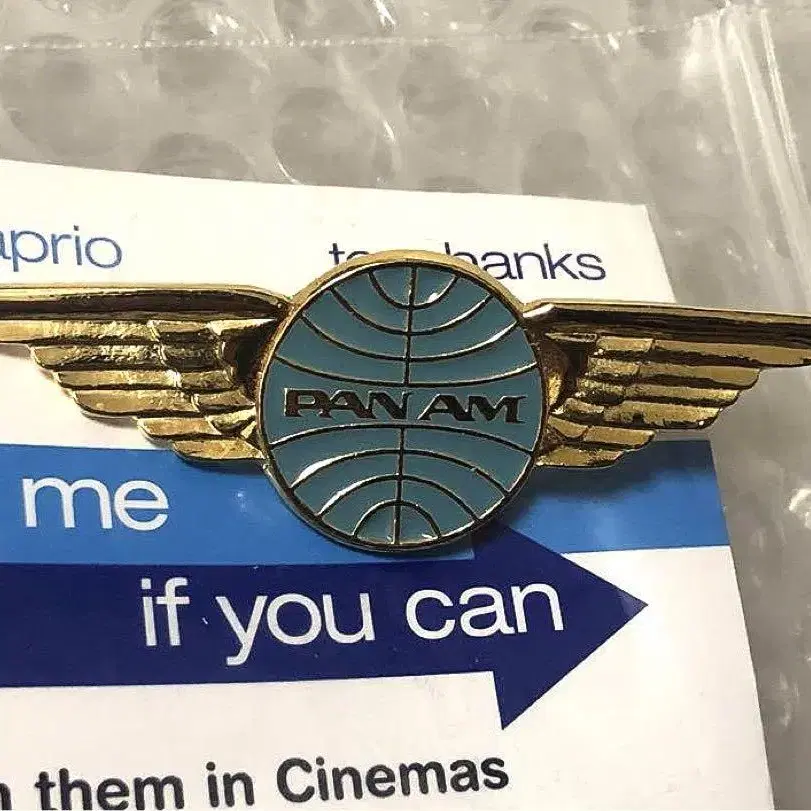 aprio
hanks
PAN AM
me
if you can
them in Cinemas